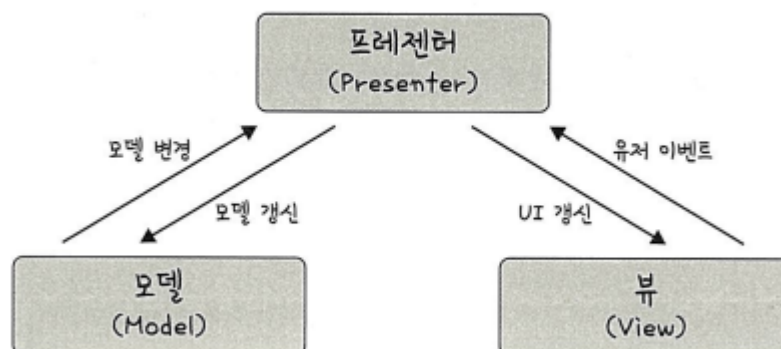 프레젠터
(Presenter)
모델 변경
유저 이벤트
모델 갱신
UI 갱신
모델
(Model)
뷰
(View)